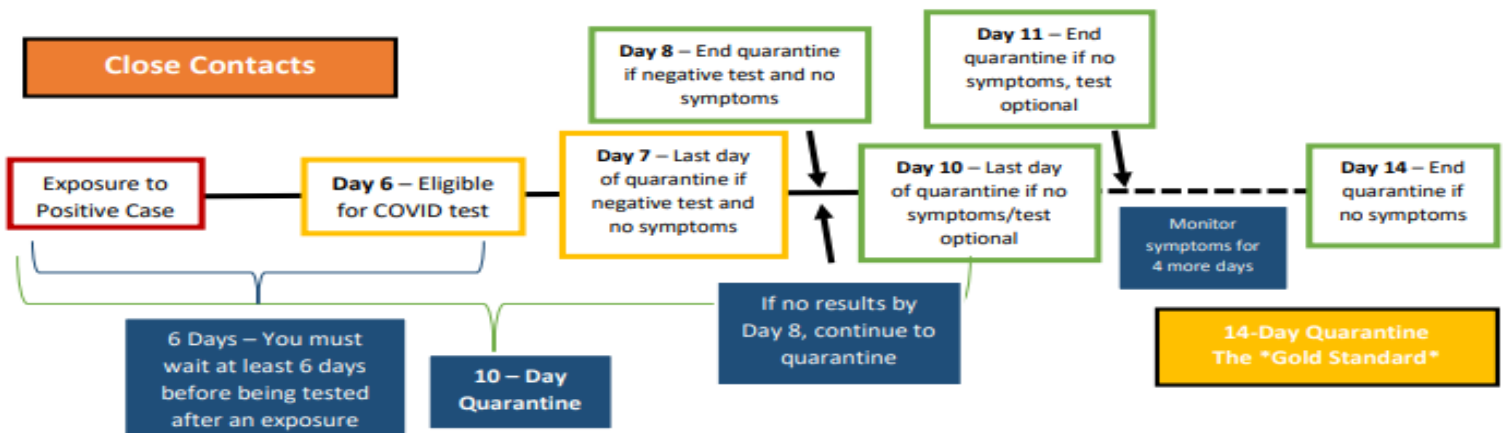 Close Contacts
Day 8 – End quarantine
if negative test and no
symptoms
Day 11 – End
quarantine if no
symptoms, test
optional
Exposure to
Positive Case
Day 6 – Eligible
for COVID test
Day 7 – Last day
of quarantine if
negative test and
no symptoms
Day 10 – Last day
of quarantine if no
symptoms/test
optional
Day 14 – End
quarantine if
no symptoms
Monitor
symptoms for
4 more days
6 Days – You must
wait at least 6 days
before being tested
after an exposure
10 – Day
Quarantine
If no results by
Day 8, continue to
quarantine
14-Day Quarantine
The *Gold Standard*